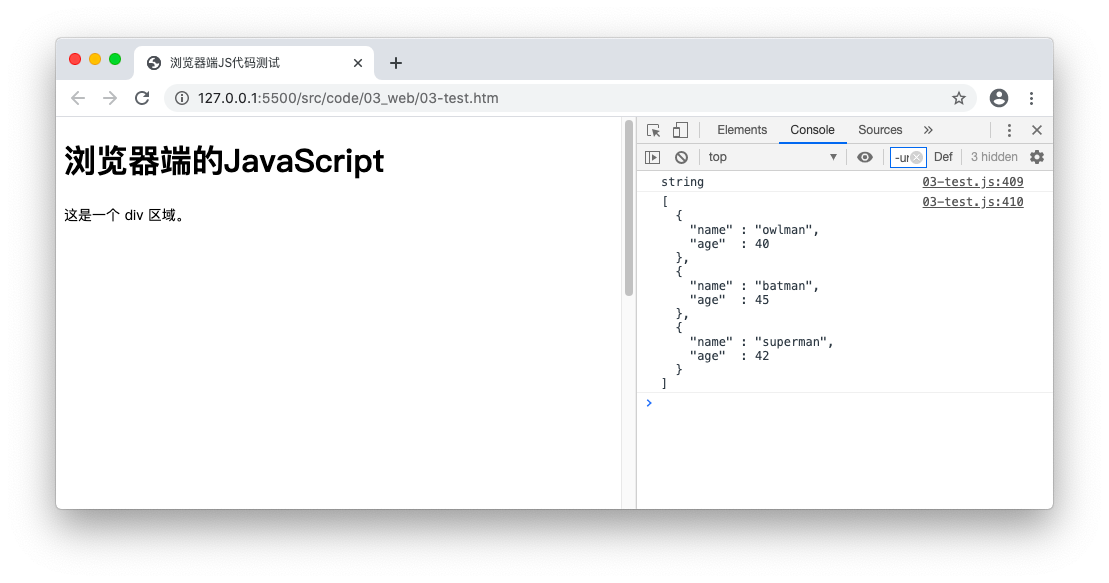 浏览器端JS代码测试
127.0.0.1:5500/src/code/03_web/03-test.htm
浏览器端的JavaScript
这是一个 div 区域。
Elements Console Sources »
top -ur Def 3 hidden
string 03-test.js:409
[ 03-test.js:410
{
"name" : "owlman",
"age" : 40
},
{
"name" : "batman",
"age" : 45
},
{
"name" : "superman",
"age" : 42
}
]
>